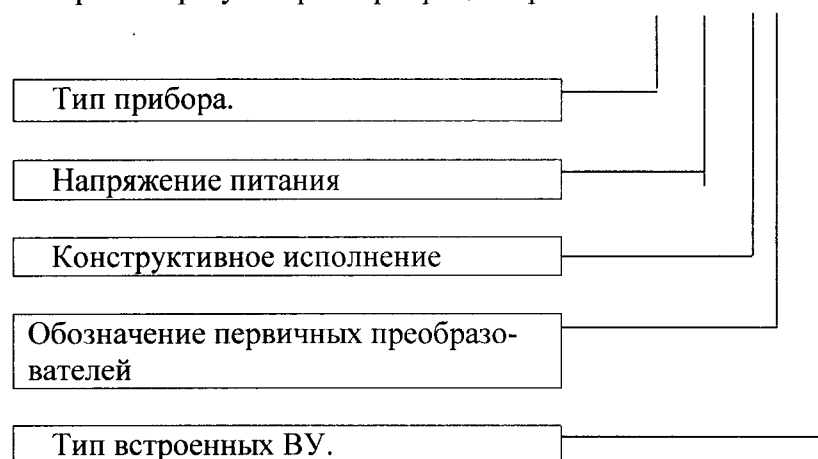 Тип прибора.
Напряжение питания
Конструктивное исполнение
Обозначение первичных преобразо-
вателей
Тип встроенных ВУ.